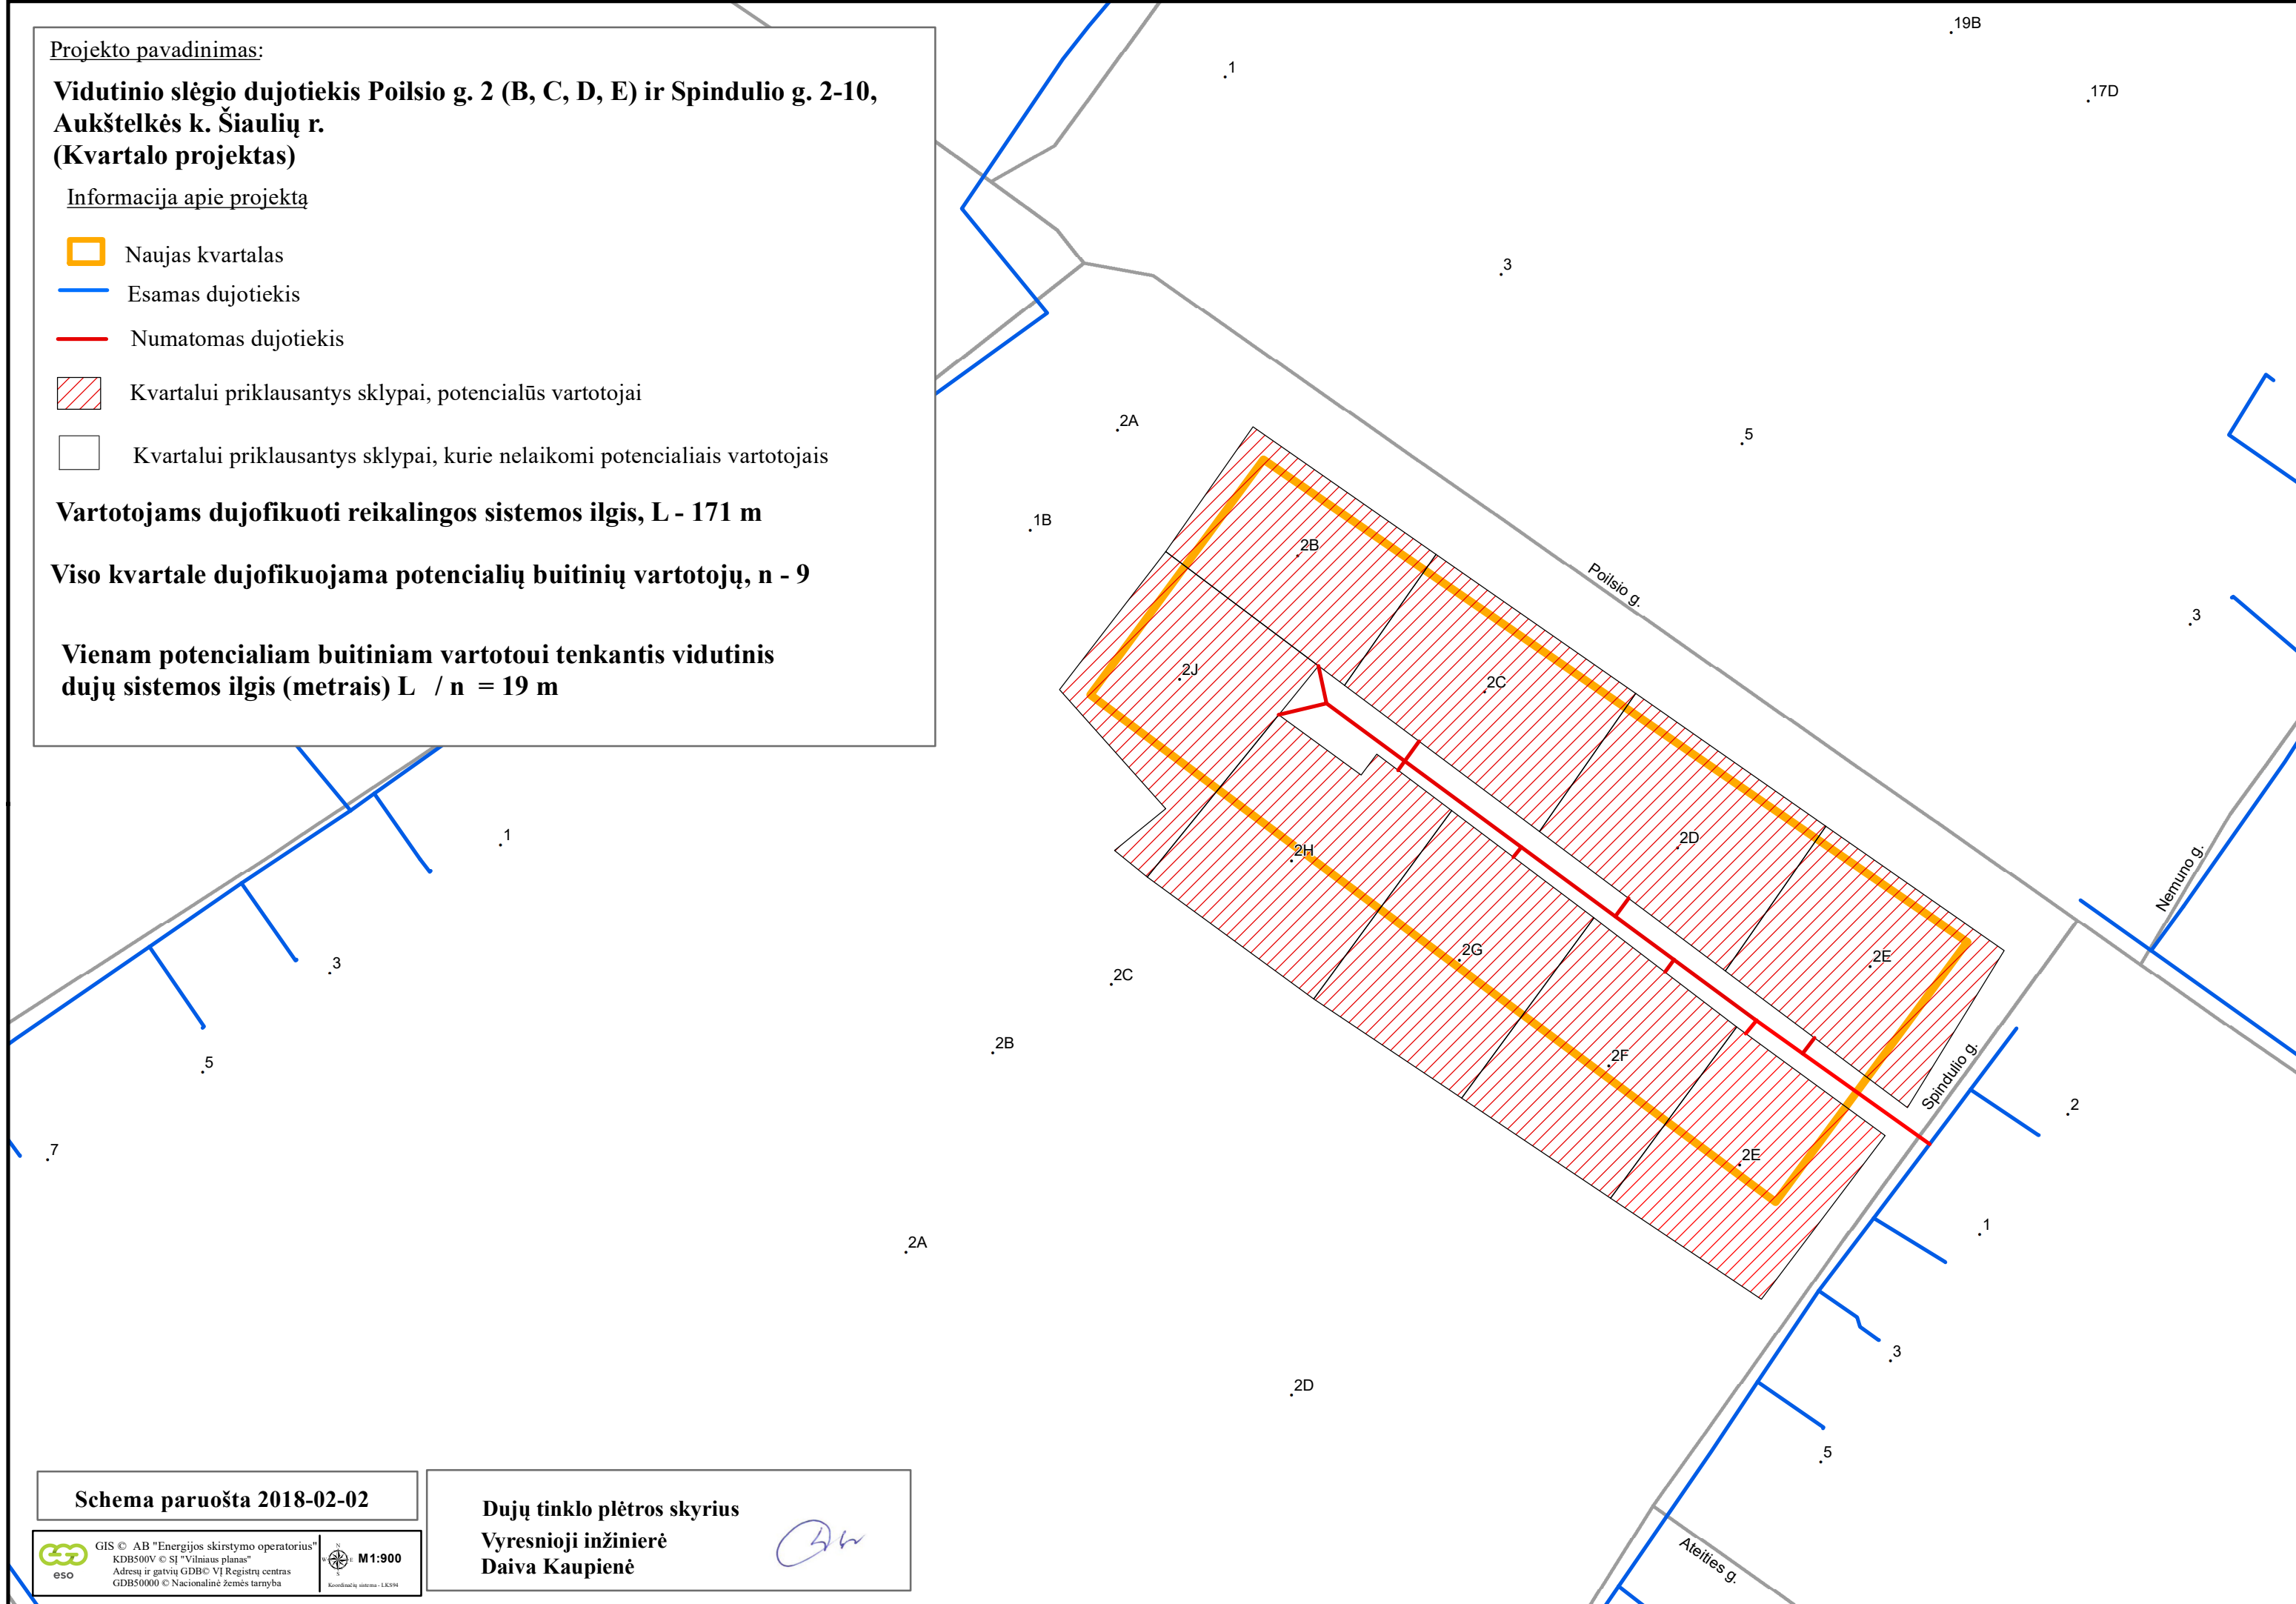 Projekto pavadinimas:
Vidutinio slėgio dujotiekis Poilsio g. 2 (B, C, D, E) ir Spindulio g. 2-10,
Aukštelkės k. Šiaulių r.
(Kvartalo projektas)
Informacija apie projektą
Naujas kvartalas
Esamas dujotiekis
Numatomas dujotiekis
Kvartalui priklausantys sklypai, potencialūs vartotojai
Kvartalui priklausantys sklypai, kurie nelaikomi potencialiais vartotojais
Vartotojams dujofikuoti reikalingos sistemos ilgis, L - 171 m
Viso kvartale dujofikuojama potencialių buitinių vartotojų, n - 9
Vienam potencialiam buitiniam vartotoui tenkantis vidutinis
dujų sistemos ilgis (metrais) L / n = 19 m
19B
1
17D
3
2A
5
1B
2B
Poilsio g.
3
2J
2C
1
2D
2H
Nemuno g.
2G
2E
3
2C
2B
2F
Spindulio g.
5
2
7
2E
1
2A
3
2D
5
Ateities g.
Schema paruošta 2018-02-02
eso
GIS © AB "Energijos skirstymo operatorius"
KDB500V © SĮ "Vilniaus planas"
Adresų ir gatvių GDB© VĮ Registrų centras
GDB50000 © Nacionalinė žemės tarnyba
N
W
E
S
M 1:900
Koordinačių sistema - LKS94
Dujų tinklo plėtros skyrius
Vyresnioji inžinierė
Daiva Kaupienė